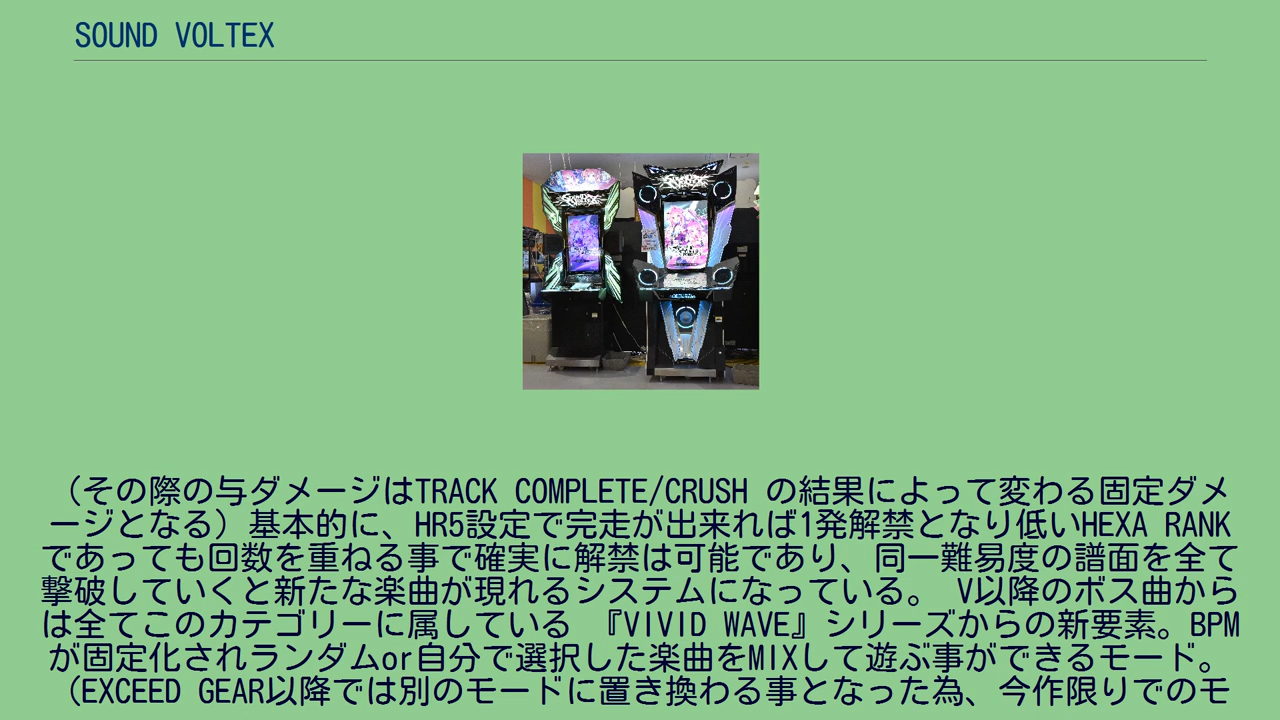 SOUND VOLTEX
（その際の与ダメージはTRACK COMPLETE/CRUSH の結果によって変わる固定ダメ
ージとなる）基本的に、HR5設定で完走が出来れば1発解禁となり低いHEXA RANK
であっても回数を重ねる事で確実に解禁は可能であり、同一難易度の譜面を全て
撃破していくと新たな楽曲が現れるシステムになっている。 V以降のボス曲から
は全てこのカテゴリーに属している 『VIVID WAVE』シリーズからの新要素。BPM
が固定化されランダムor自分で選択した楽曲をMIXして遊ぶ事ができるモード。
（EXCEED GEAR以降では別のモードに置き換わる事となった為、今作限りでのモ